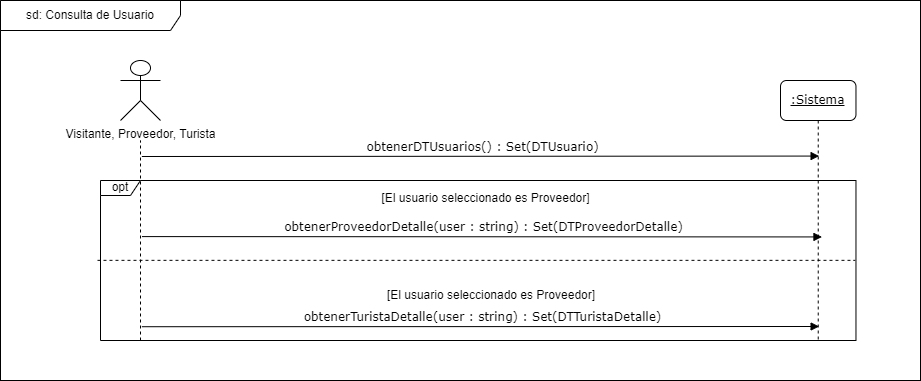 sd: Consulta de Usuario
:Sistema
Visitante, Proveedor, Turista
obtenerDTUsuarios() : Set(DTUsuario)
opt
[El usuario seleccionado es Proveedor]
obtenerProveedorDetalle(user : string) : Set(DTProveedorDetalle)
[El usuario seleccionado es Proveedor]
obtenerTuristaDetalle(user : string) : Set(DTTuristaDetalle)